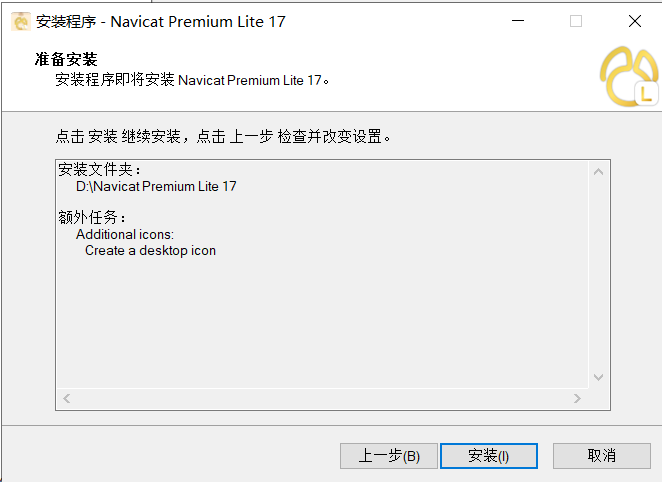 安装程序 - Navicat Premium Lite 17
准备安装
安装程序即将安装 Navicat Premium Lite 17。
L
点击 安装 继续安装，点击 上一步 检查并改变设置。
安装文件夹：
D:\Navicat Premium Lite 17
额外任务：
Additional icons:
Create a desktop icon
上一步(B) 安装(I) 取消